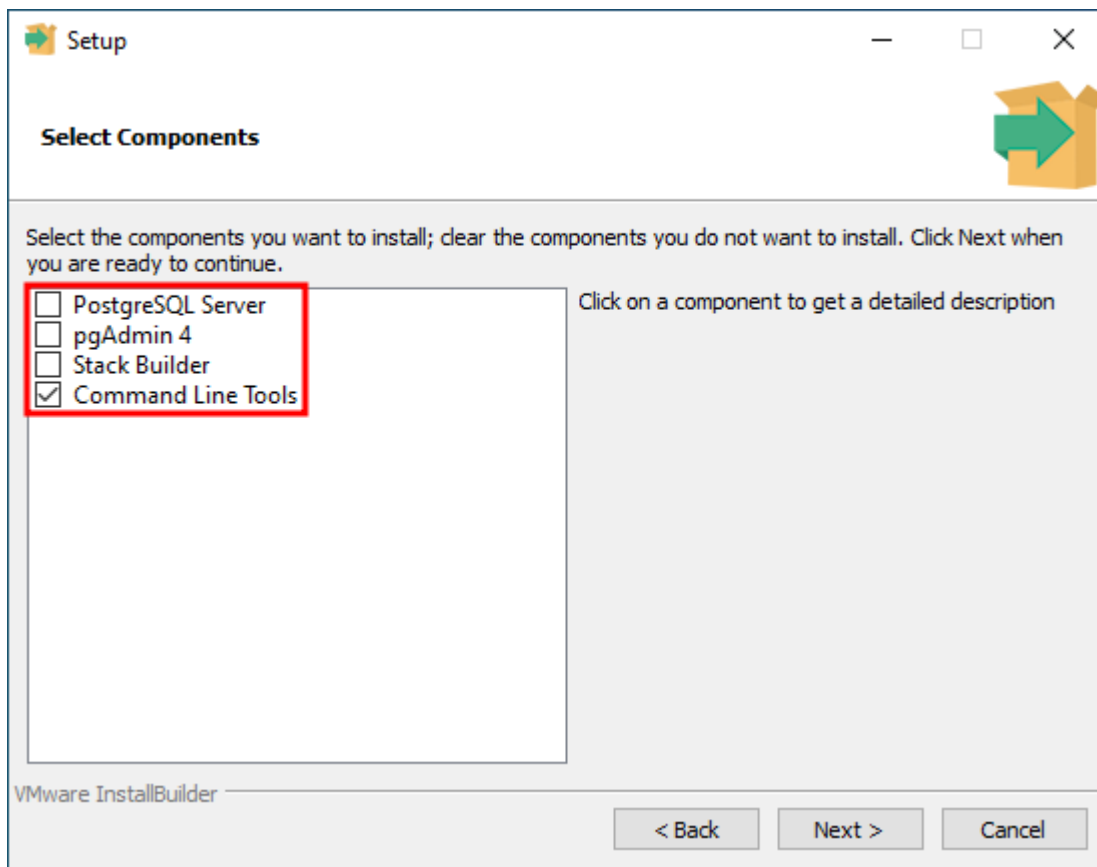 Setup
Select Components
Select the components you want to install; clear the components you do not want to install. Click Next when
you are ready to continue.
PostgreSQL Server
pgAdmin 4
Stack Builder
Command Line Tools
Click on a component to get a detailed description
VMware InstallBuilder
< Back
Next >
Cancel